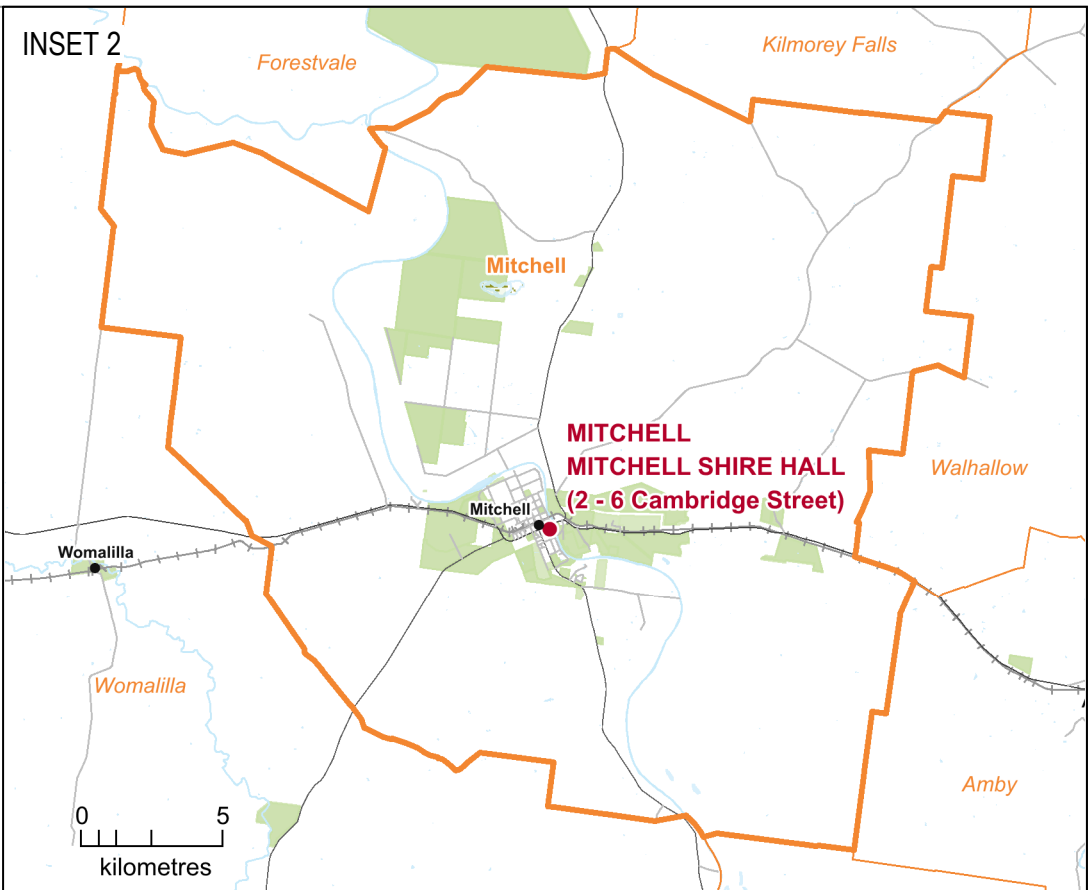 INSET 2
Forestvale
Kilmorey Falls
Mitchell
MITCHELL
MITCHELL SHIRE HALL
(2 - 6 Cambridge Street)
Walhallow
Mitchell
Womalilla
Womalilla
Amby
0 5
kilometres